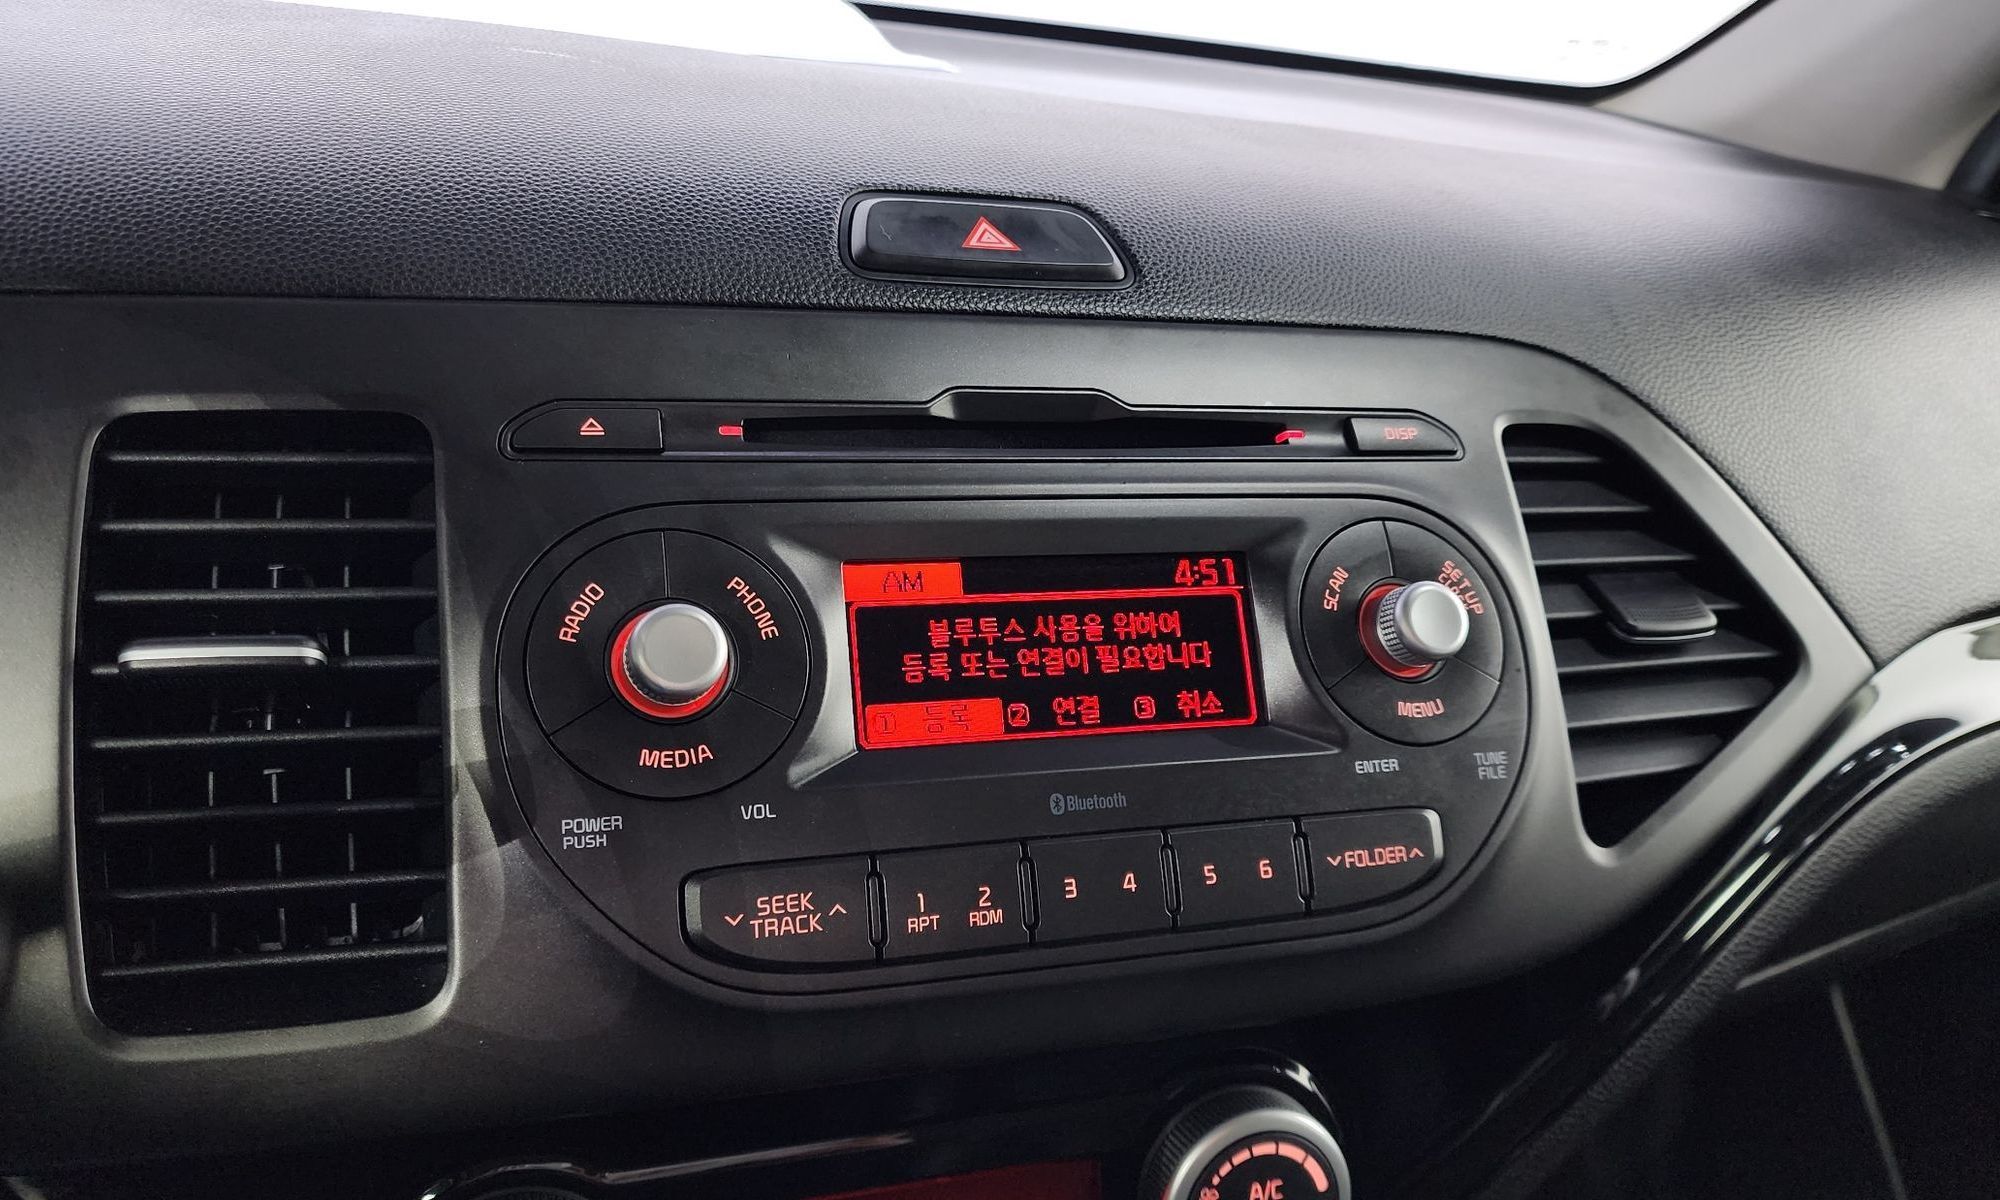 DISP
RADIO
PHONE
MEDIA
POWER
PUSH
VOL
AM 4:51
블루투스 사용을 위하여
등록 또는 연결이 필요합니다
1 등록 2 연결 3 취소
SCAN
SETUP
MENU
ENTER
TUNE
FILE
Bluetooth
SEEK
TRACK
1
RPT
2
RDM
3 4
5 6
FOLDER
A/C